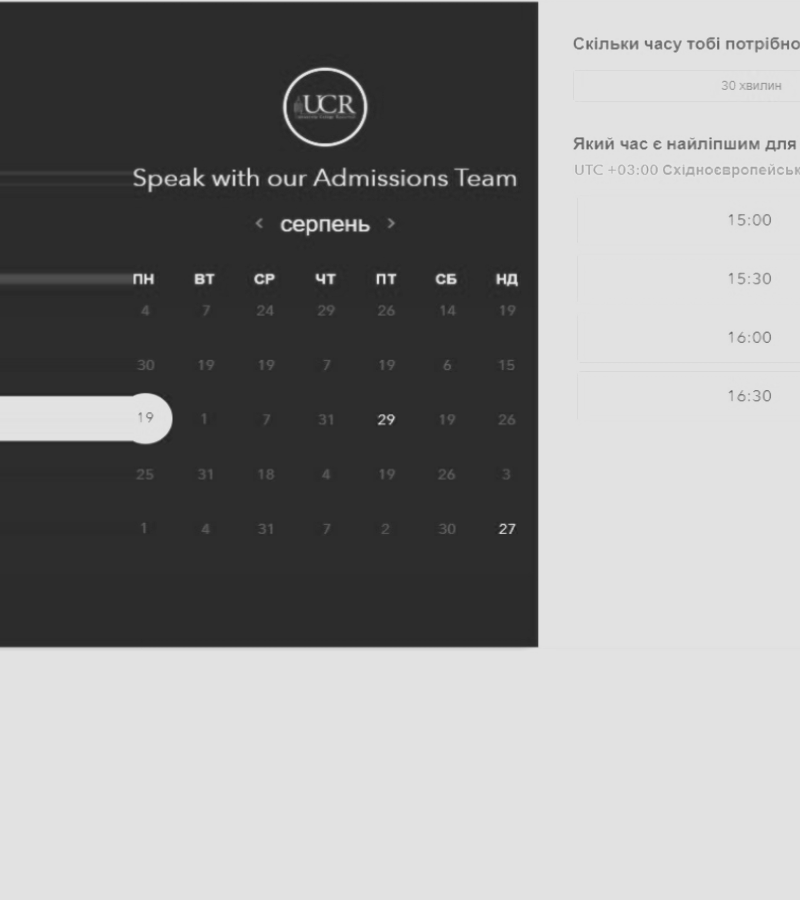 UCR
Speak with our Admissions Team
< серпень >
ПН ВТ СР ЧТ ПТ СБ НД
4 7 24 29 26 14 19
30 19 19 7 19 6 15
19 1 7 31 29 19 26
25 31 18 4 19 26 3
1 4 31 7 2 30 27
Скільки часу тобі потрібно
30 хвилин
Який час є найліпшим для
UTC +03:00 Східноєвропейськ
15:00
15:30
16:00
16:30